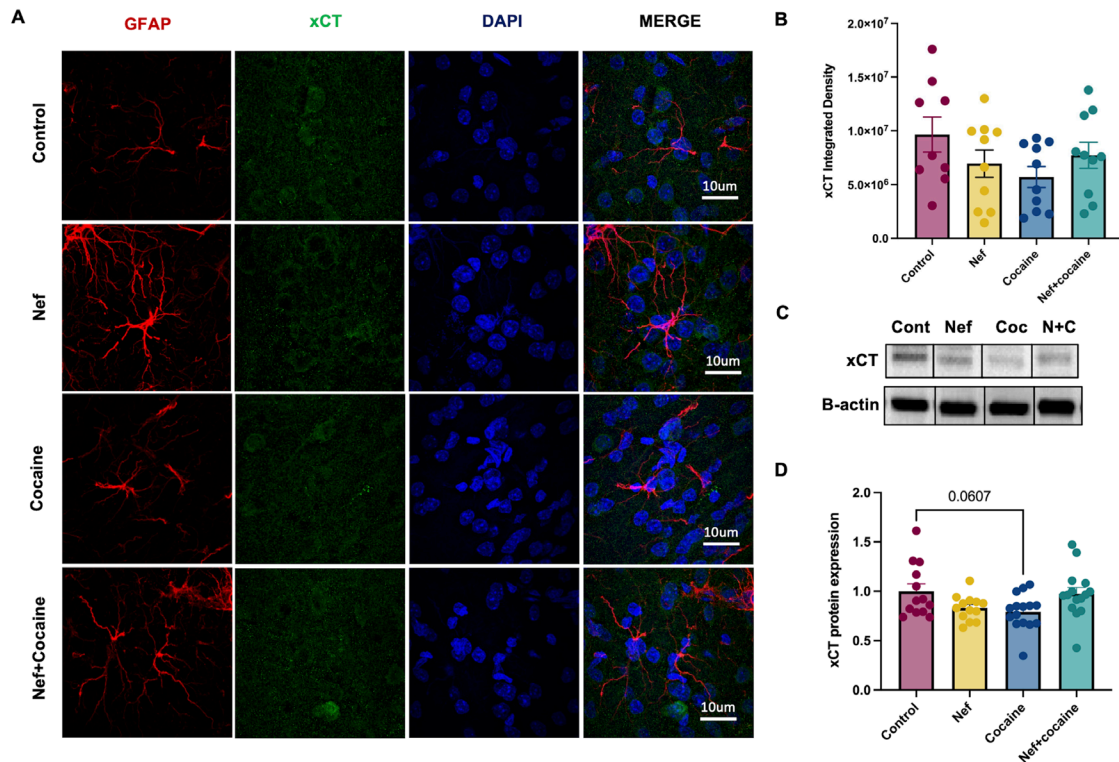 A
GFAP
xCT
DAPI
MERGE
Control
10um
Nef
10um
Cocaine
10um
Nef+Cocaine
10um
B
xCT Integrated Density
2.0×10⁷
1.5×10⁷
1.0×10⁷
5.0×10⁶
0.0
Control
Nef
Cocaine
Nef+cocaine
C
Cont Nef Coc N+C
xCT
B-actin
D
xCT protein expression
2.0
1.5
1.0
0.5
0.0
0.0607
Control
Nef
Cocaine
Nef+cocaine